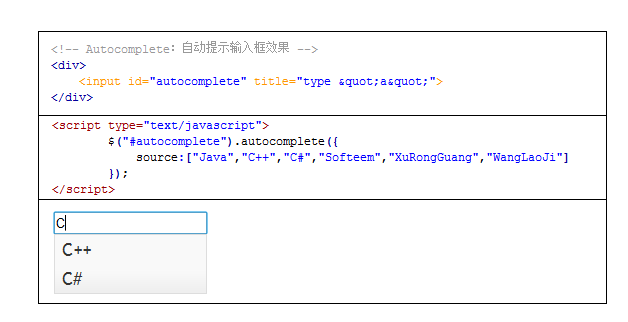 <!-- Autocomplete：自动提示输入框效果 -->
<div>
    <input id="autocomplete" title="type &quot;a&quot;">
</div>
<script type="text/javascript">
        $("#autocomplete").autocomplete({
            source:["Java","C++","C#","Softeem","XuRongGuang","WangLaoJi"]
        });
</script>
C
C++
C#